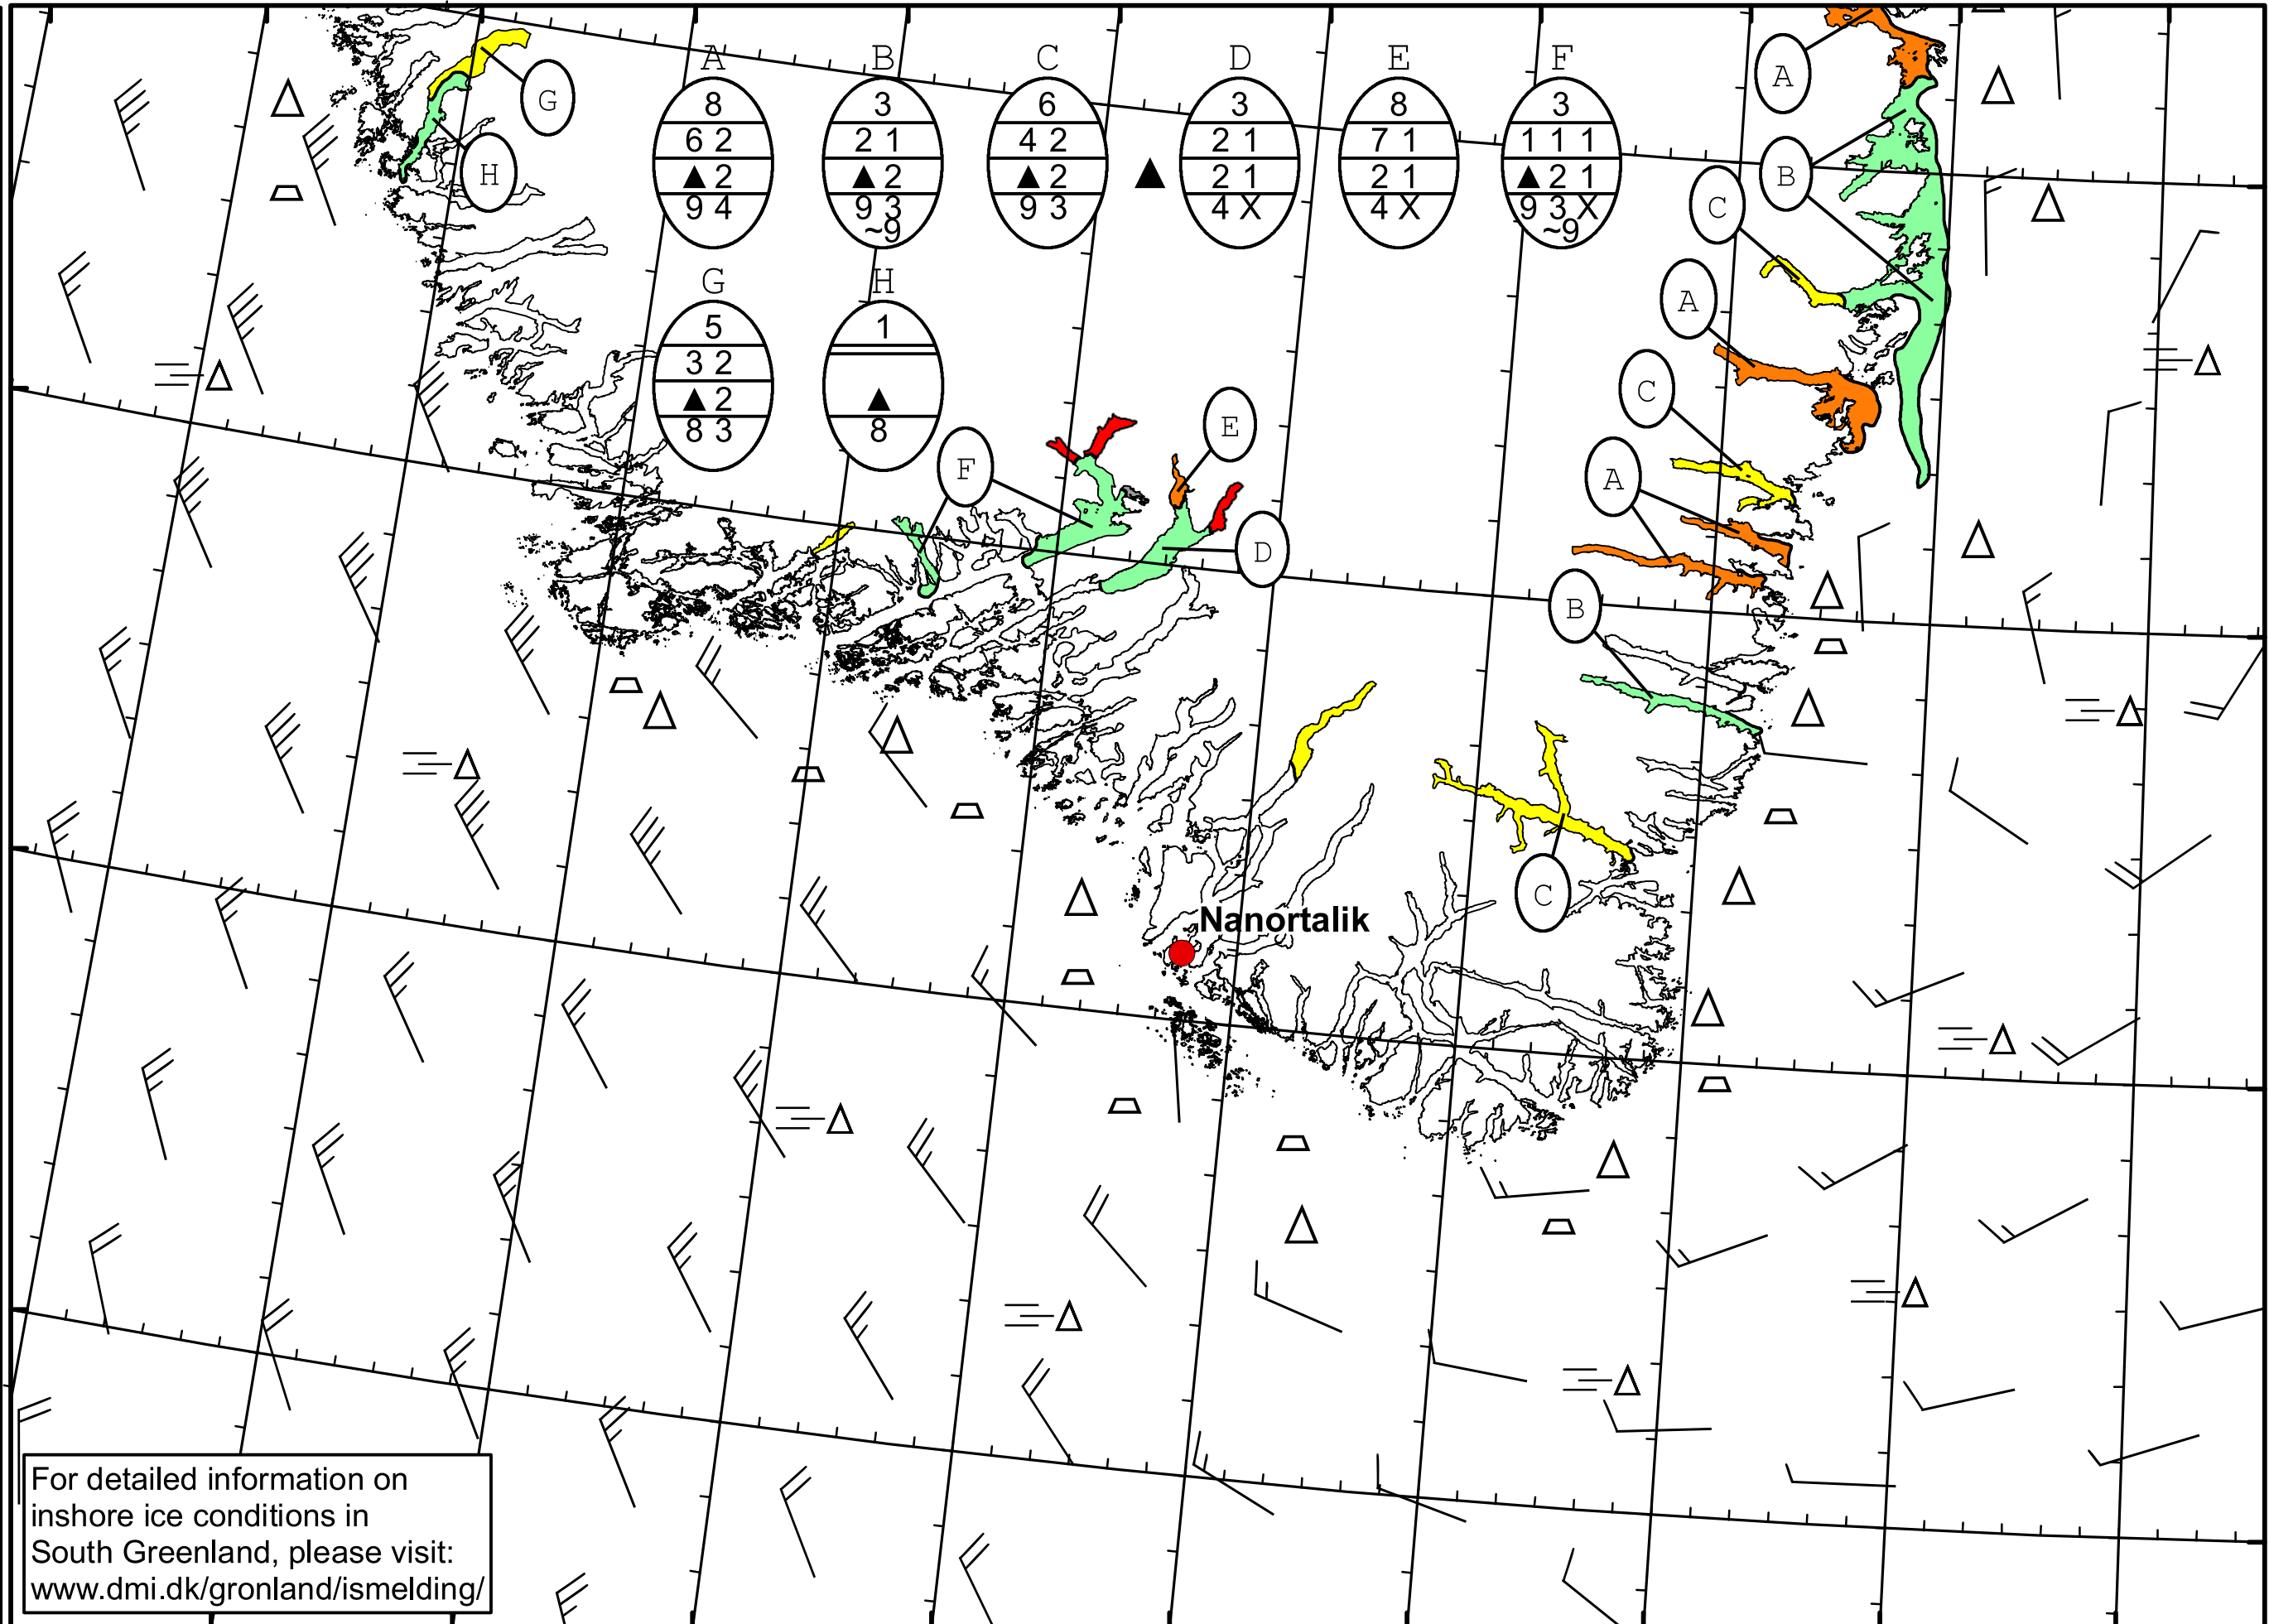 A B C D E F
8 3 6 3 8 3
6 2 2 1 4 2 2 1 7 1 1 1 1
▲ 2 ▲ 2 ▲ 2 ▲ 2 1 2 1 ▲ 2 1
9 4 9 3 9 3 4 X 4 X 9 3 X
~9 ~9
G H
5 1
3 2
▲ 2 ▲
8 3 8
G
H
A
B
C
A
C
A
B
F
E
D
C
Nanortalik
For detailed information on
inshore ice conditions in
South Greenland, please visit:
www.dmi.dk/gronland/ismelding/